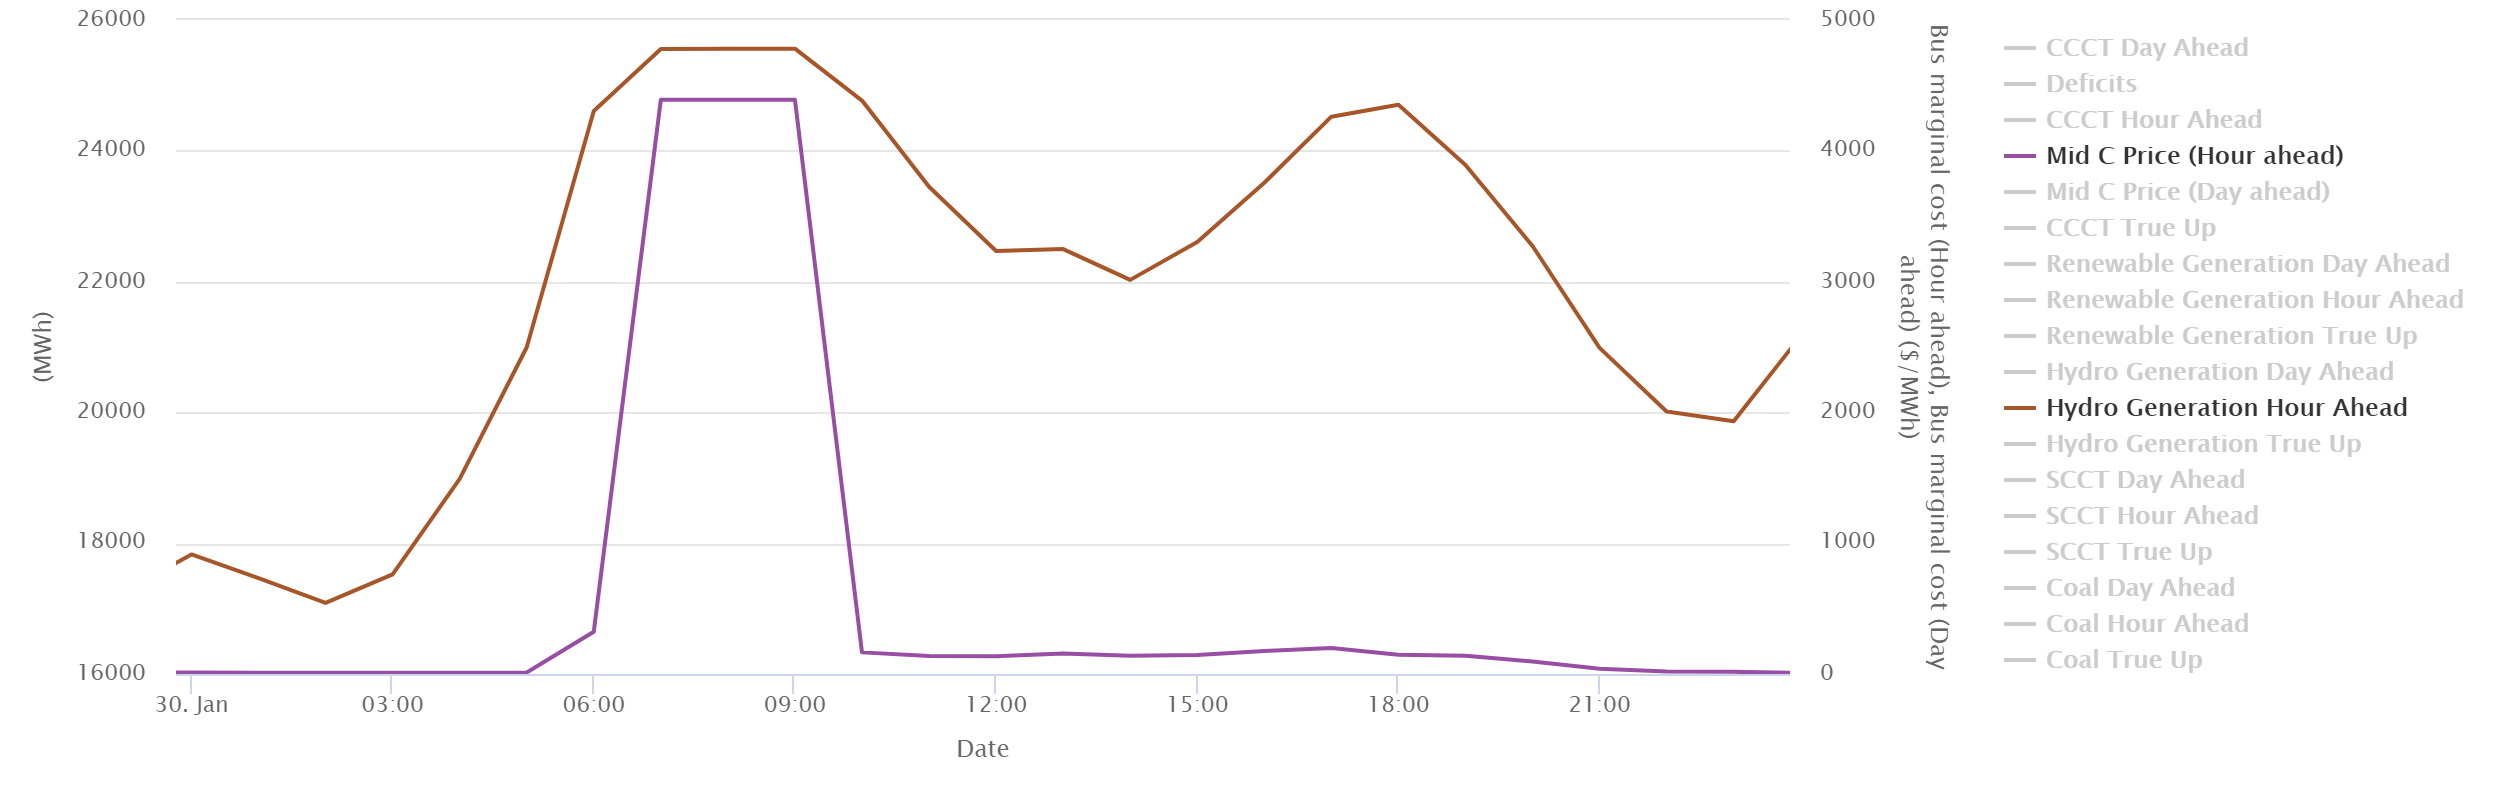 26000
24000
22000
20000
18000
16000
(MWh)
5000
4000
3000
2000
1000
0
Bus marginal cost (Hour ahead), Bus marginal cost (Day
ahead) ($/MWh)
30. Jan
03:00
06:00
09:00
12:00
15:00
18:00
21:00
Date
CCCT Day Ahead
Deficits
CCCT Hour Ahead
Mid C Price (Hour ahead)
Mid C Price (Day ahead)
CCCT True Up
Renewable Generation Day Ahead
Renewable Generation Hour Ahead
Renewable Generation True Up
Hydro Generation Day Ahead
Hydro Generation Hour Ahead
Hydro Generation True Up
SCCT Day Ahead
SCCT Hour Ahead
SCCT True Up
Coal Day Ahead
Coal Hour Ahead
Coal True Up